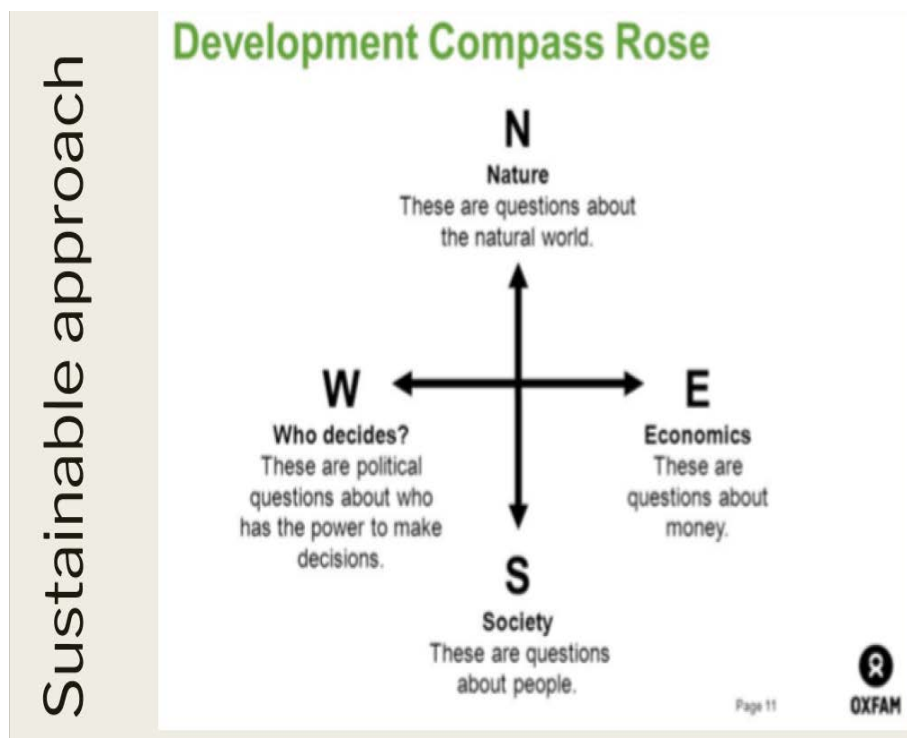 Sustainable approach
Development Compass Rose
N
Nature
These are questions about
the natural world.
W
Who decides?
These are political
questions about who
has the power to make
decisions.
E
Economics
These are
questions about
money.
S
Society
These are questions
about people.
Page 11
OXFAM